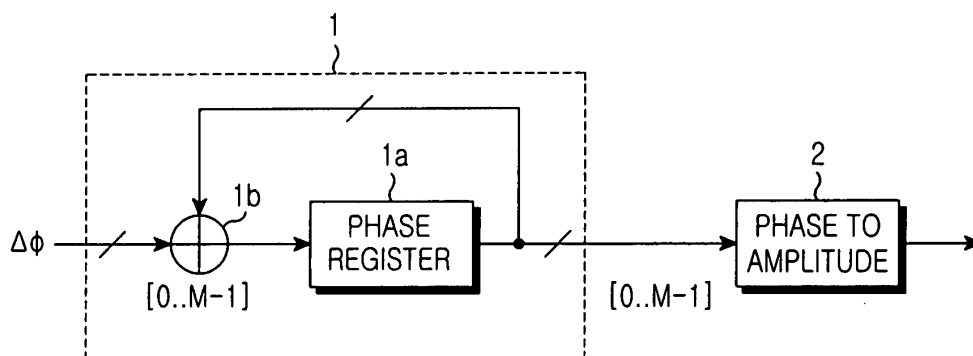 1
1a
1b
2
Δϕ
PHASE
REGISTER
PHASE TO
AMPLITUDE
[0..M-1]
[0..M-1]